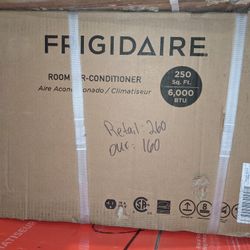 FRIGIDAIRE
ROOM AIR-CONDITIONER
Aire Acondicionado / Climatiseur
250
Sq. Ft.
6,000
BTU
Retail: 260
our: 160